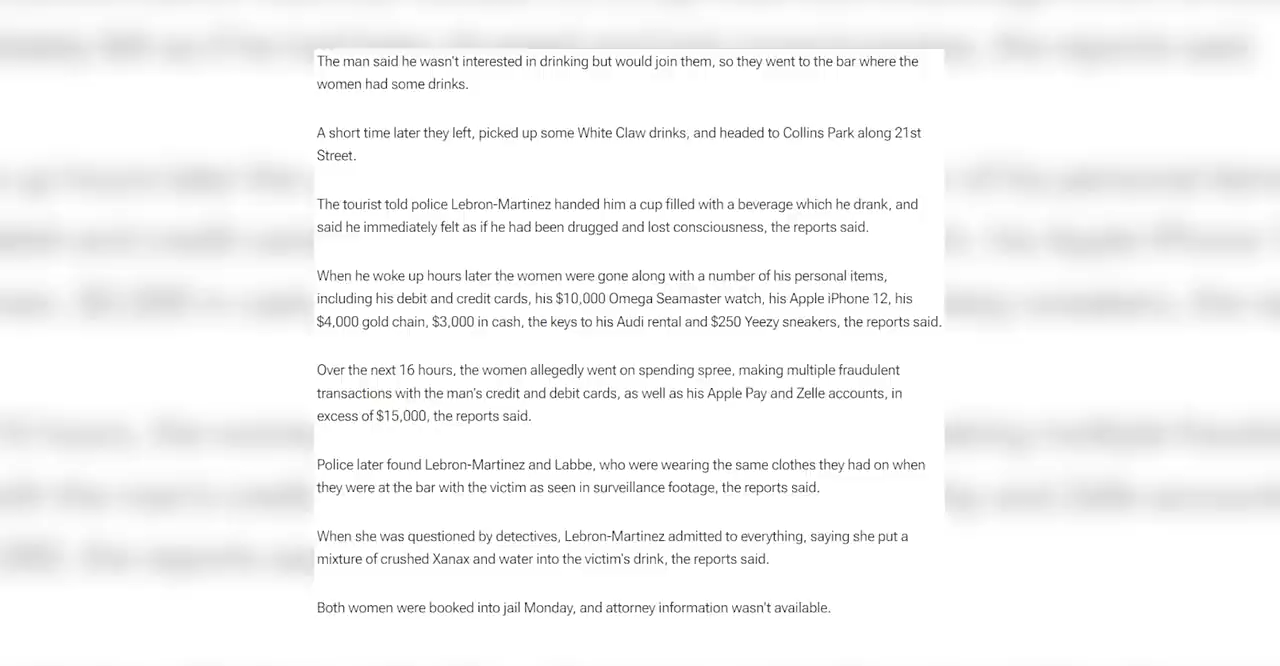 The man said he wasn't interested in drinking but would join them, so they went to the bar where the
women had some drinks.
A short time later they left, picked up some White Claw drinks, and headed to Collins Park along 21st
Street.
The tourist told police Lebron-Martinez handed him a cup filled with a beverage which he drank, and
said he immediately felt as if he had been drugged and lost consciousness, the reports said.
When he woke up hours later the women were gone along with a number of his personal items,
including his debit and credit cards, his $10,000 Omega Seamaster watch, his Apple iPhone 12, his
$4,000 gold chain, $3,000 in cash, the keys to his Audi rental and $250 Yeezy sneakers, the reports said.
Over the next 16 hours, the women allegedly went on spending spree, making multiple fraudulent
transactions with the man's credit and debit cards, as well as his Apple Pay and Zelle accounts, in
excess of $15,000, the reports said.
Police later found Lebron-Martinez and Labbe, who were wearing the same clothes they had on when
they were at the bar with the victim as seen in surveillance footage, the reports said.
When she was questioned by detectives, Lebron-Martinez admitted to everything, saying she put a
mixture of crushed Xanax and water into the victim's drink, the reports said.
Both women were booked into jail Monday, and attorney information wasn't available.